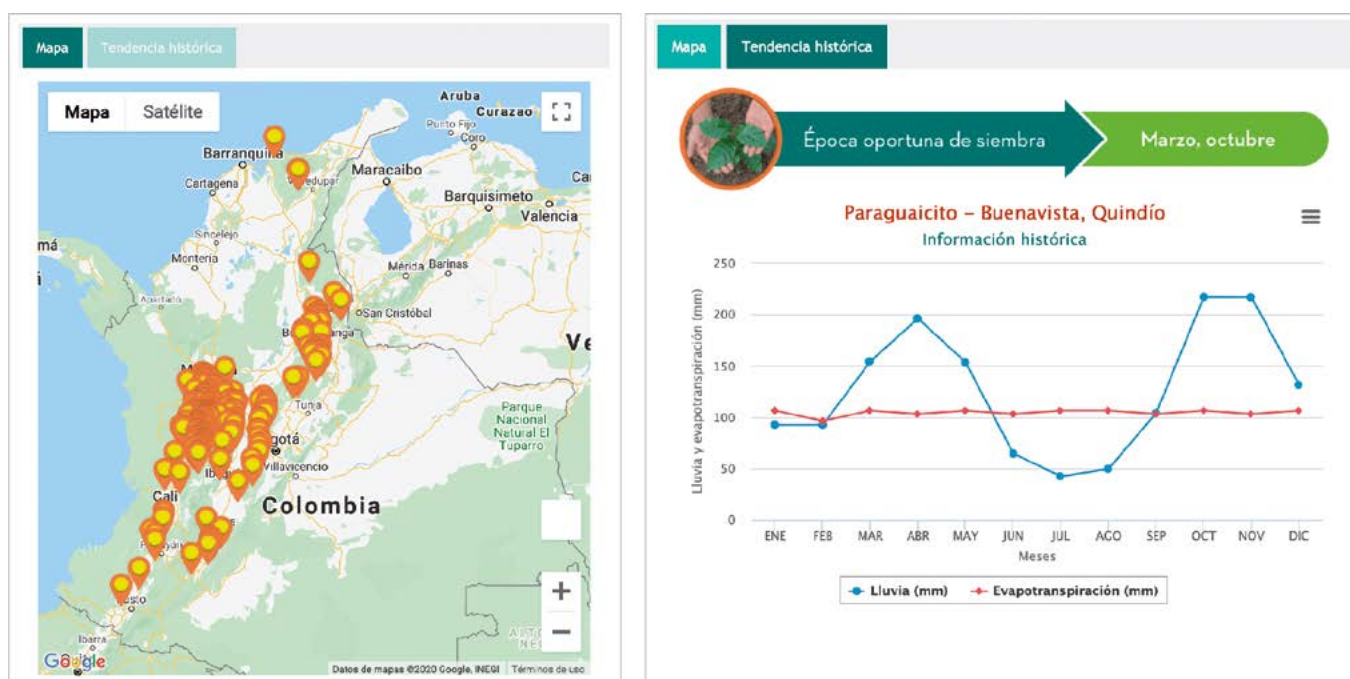 Mapa
Tendencia histórica
Mapa
Satélite
Aruba
Curazao
Punto Fijo
Coro
Barranquilla
Maracaibo
Cartagena
Barquisimeto
Valencia
Sincelejo
Montería
Mérida
Barinas
Apartadó
San Cristóbal
Tunja
Parque
Nacional
Natural El
Tuparro
Villavicencio
Cali
Colombia
Ibarra
Google
Datos de mapas ©2020 Google, INEGI
Términos de uso
Mapa
Tendencia histórica
Época oportuna de siembra
Marzo, octubre
Paraguaicito – Buenavista, Quindío
Información histórica
Lluvia y evapotranspiración (mm)
250
200
150
100
50
0
ENE FEB MAR ABR MAY JUN JUL AGO SEP OCT NOV DIC
Meses
Lluvia (mm)
Evapotranspiración (mm)